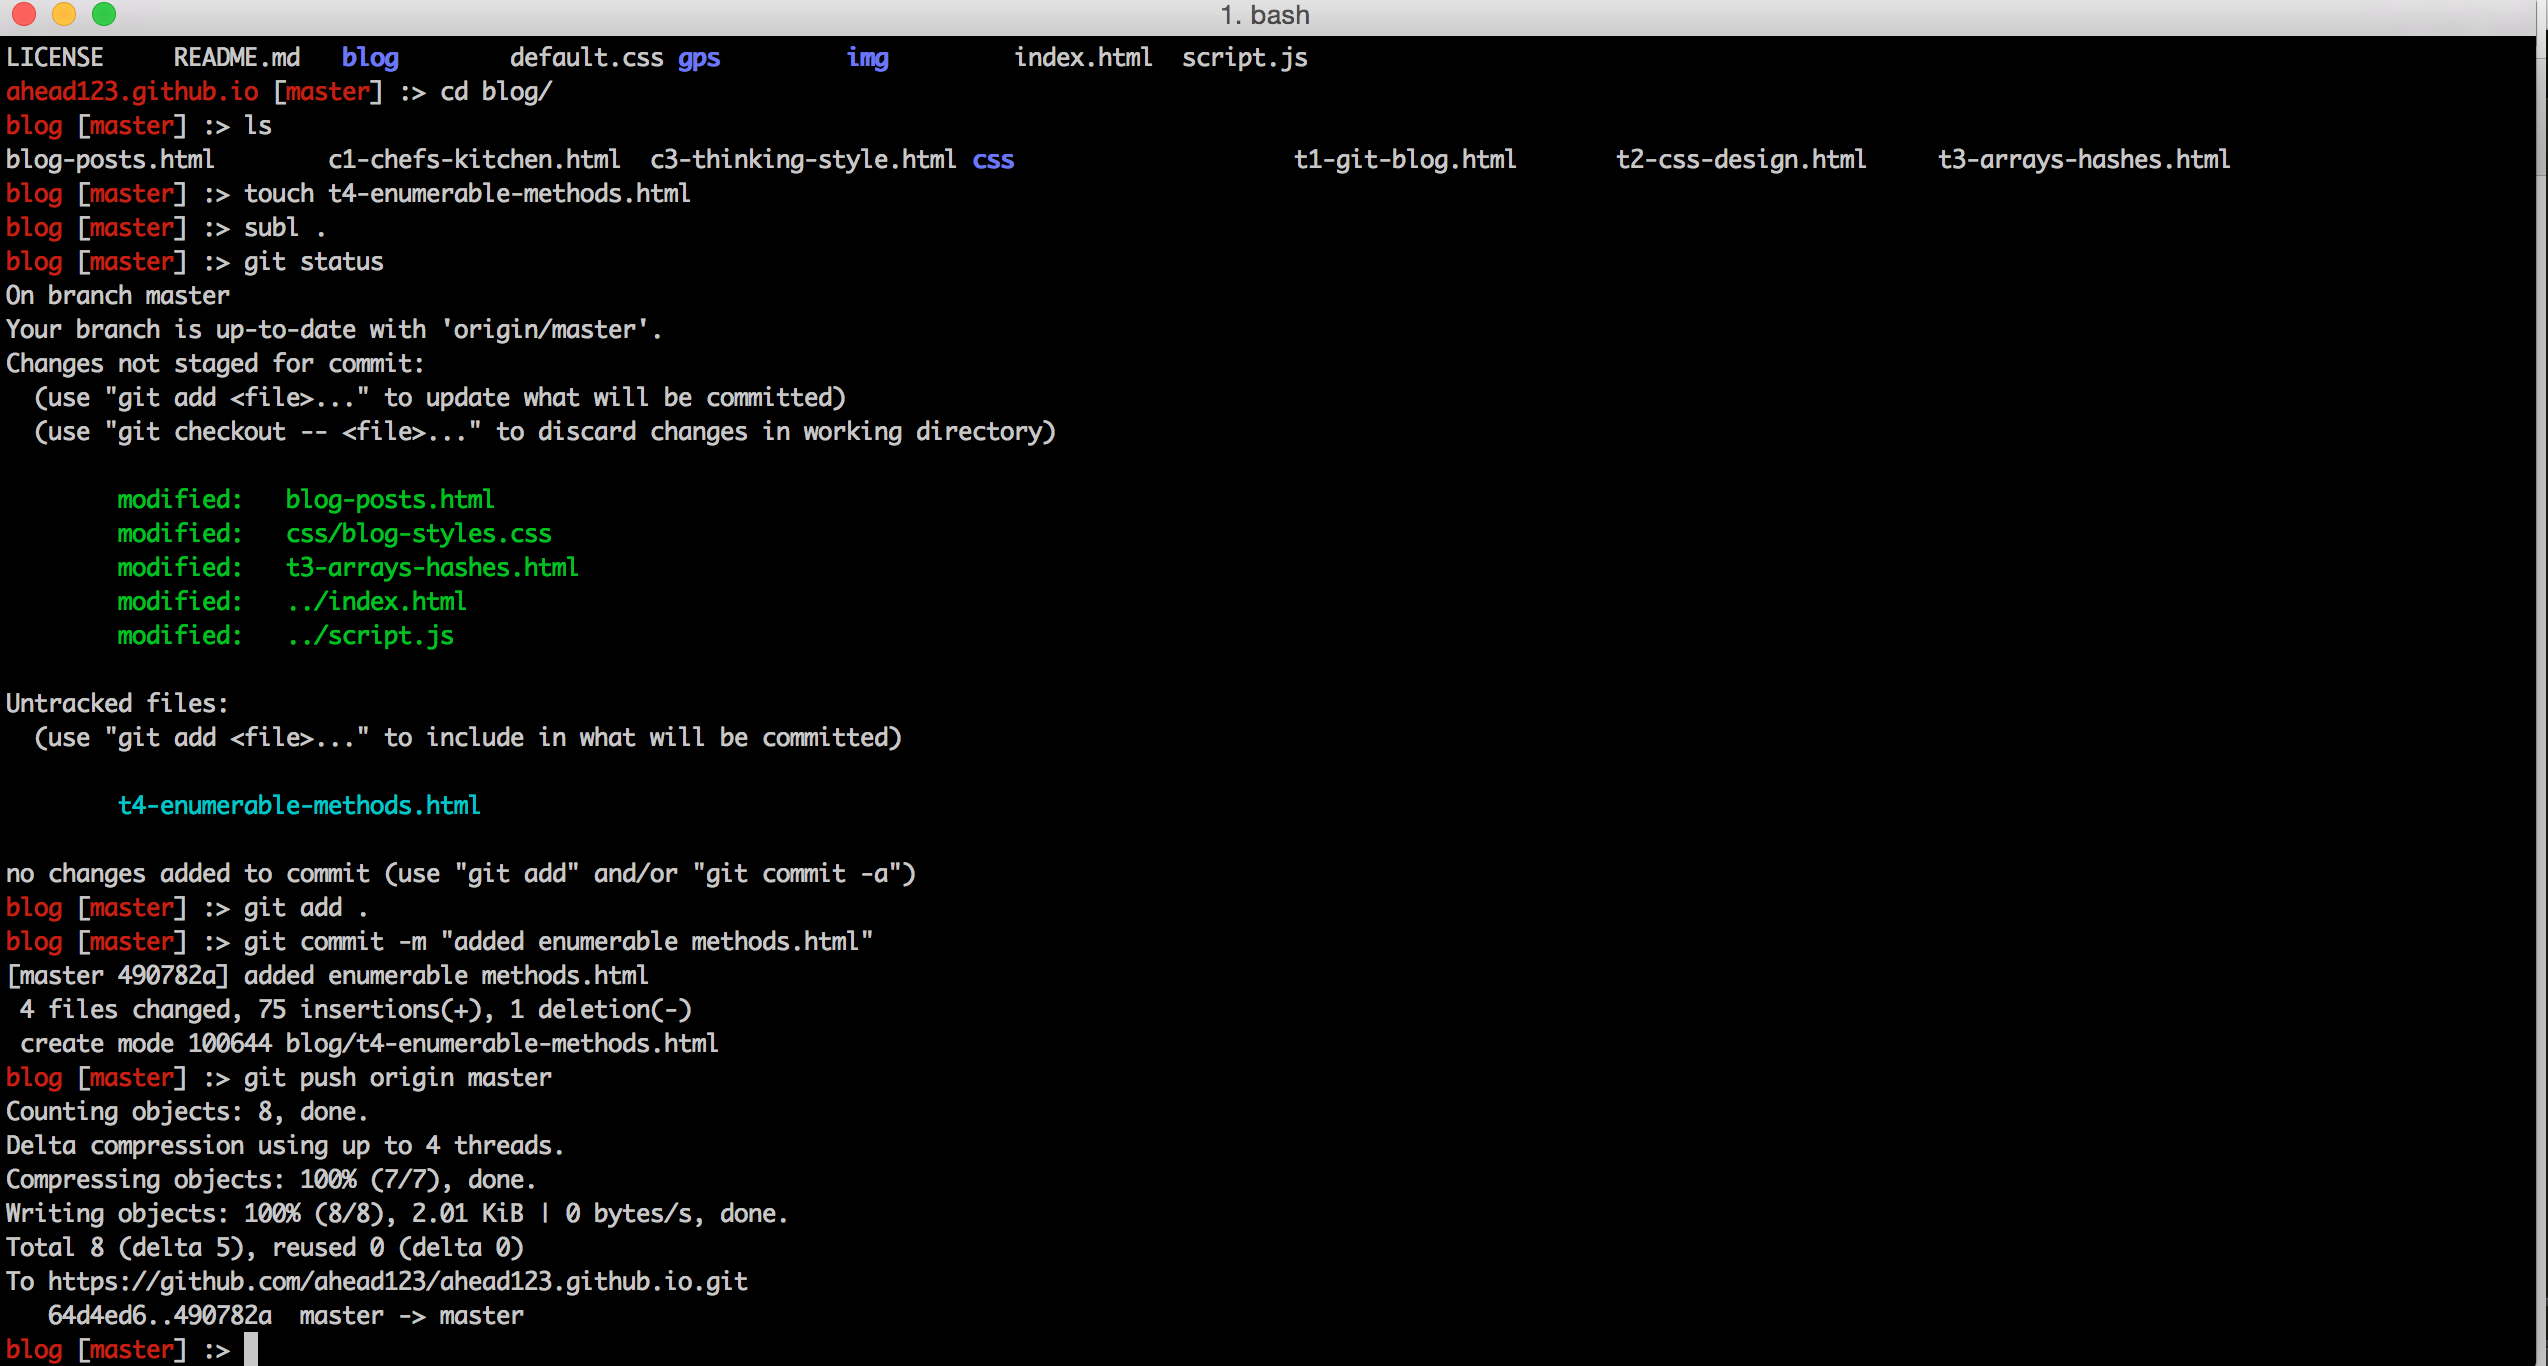 1. bash
LICENSE README.md blog default.css gps img index.html script.js
ahead123.github.io [master] :> cd blog/
blog [master] :> ls
blog-posts.html c1-chefs-kitchen.html c3-thinking-style.html css t1-git-blog.html t2-css-design.html t3-arrays-hashes.html
blog [master] :> touch t4-enumerable-methods.html
blog [master] :> subl .
blog [master] :> git status
On branch master
Your branch is up-to-date with 'origin/master'.
Changes not staged for commit:
(use "git add <file>..." to update what will be committed)
(use "git checkout -- <file>..." to discard changes in working directory)
modified: blog-posts.html
modified: css/blog-styles.css
modified: t3-arrays-hashes.html
modified: ../index.html
modified: ../script.js
Untracked files:
(use "git add <file>..." to include in what will be committed)
t4-enumerable-methods.html
no changes added to commit (use "git add" and/or "git commit -a")
blog [master] :> git add .
blog [master] :> git commit -m "added enumerable methods.html"
[master 490782a] added enumerable methods.html
4 files changed, 75 insertions(+), 1 deletion(-)
create mode 100644 blog/t4-enumerable-methods.html
blog [master] :> git push origin master
Counting objects: 8, done.
Delta compression using up to 4 threads.
Compressing objects: 100% (7/7), done.
Writing objects: 100% (8/8), 2.01 KiB | 0 bytes/s, done.
Total 8 (delta 5), reused 0 (delta 0)
To https://github.com/ahead123/ahead123.github.io.git
64d4ed6..490782a master -> master
blog [master] :>